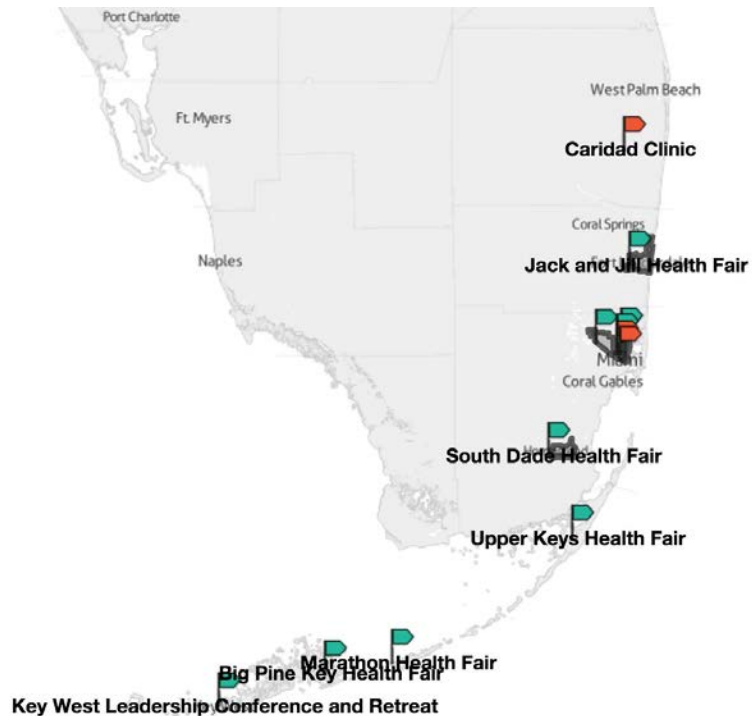 Port Charlotte
West Palm Beach
Ft. Myers
Caridad Clinic
Coral Springs
Naples
Jack and Jill Health Fair
Miami
Coral Gables
South Dade Health Fair
Upper Keys Health Fair
Marathon Health Fair
Big Pine Key Health Fair
Key West Leadership Conference and Retreat